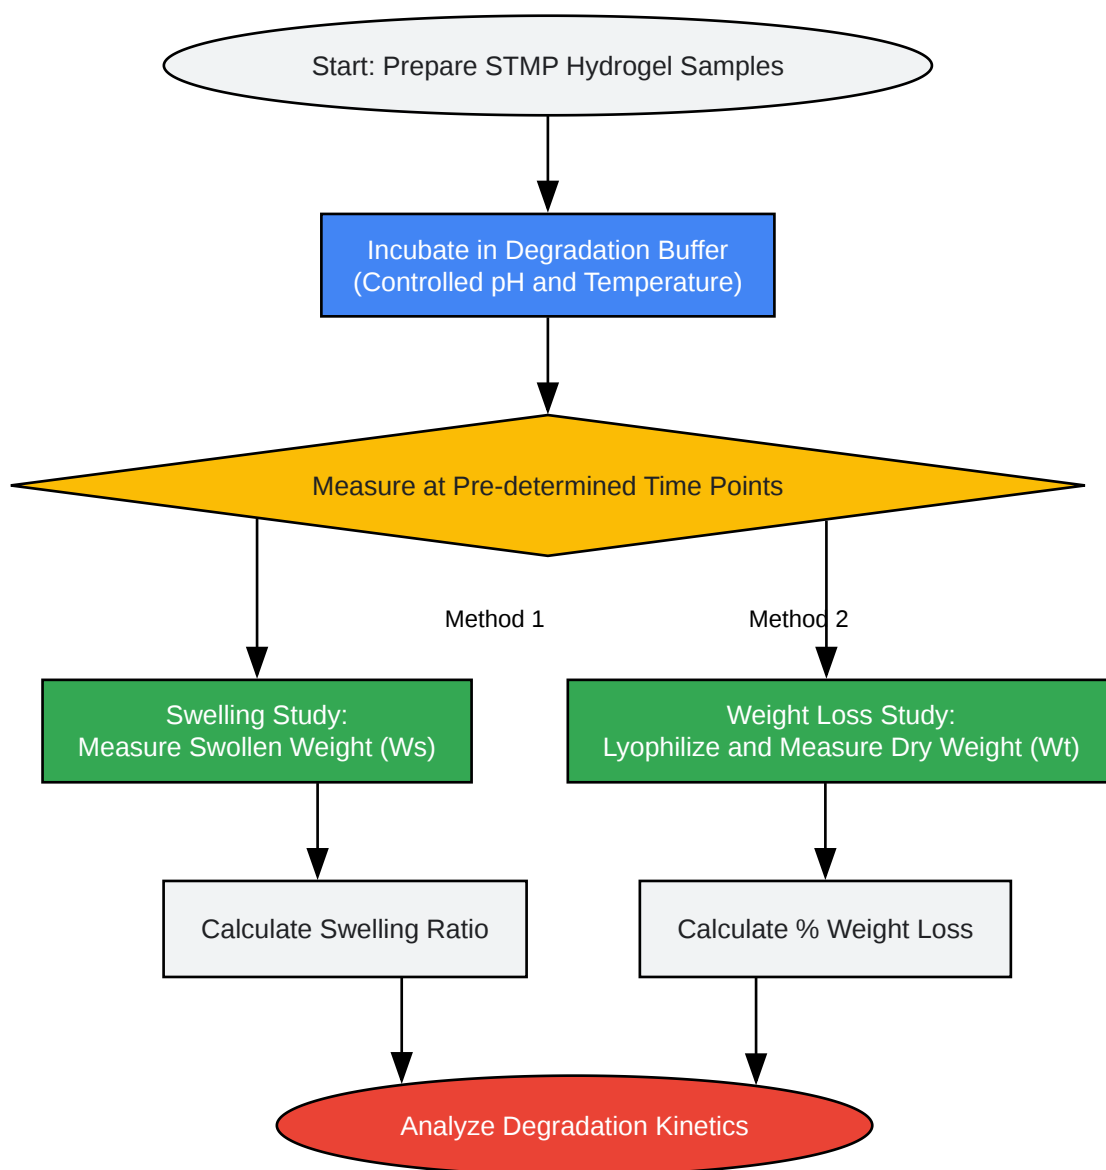 Start: Prepare STMP Hydrogel Samples
Incubate in Degradation Buffer
(Controlled pH and Temperature)
Measure at Pre-determined Time Points
Method 1
Method 2
Swelling Study:
Measure Swollen Weight (Ws)
Weight Loss Study:
Lyophilize and Measure Dry Weight (Wt)
Calculate Swelling Ratio
Calculate % Weight Loss
Analyze Degradation Kinetics